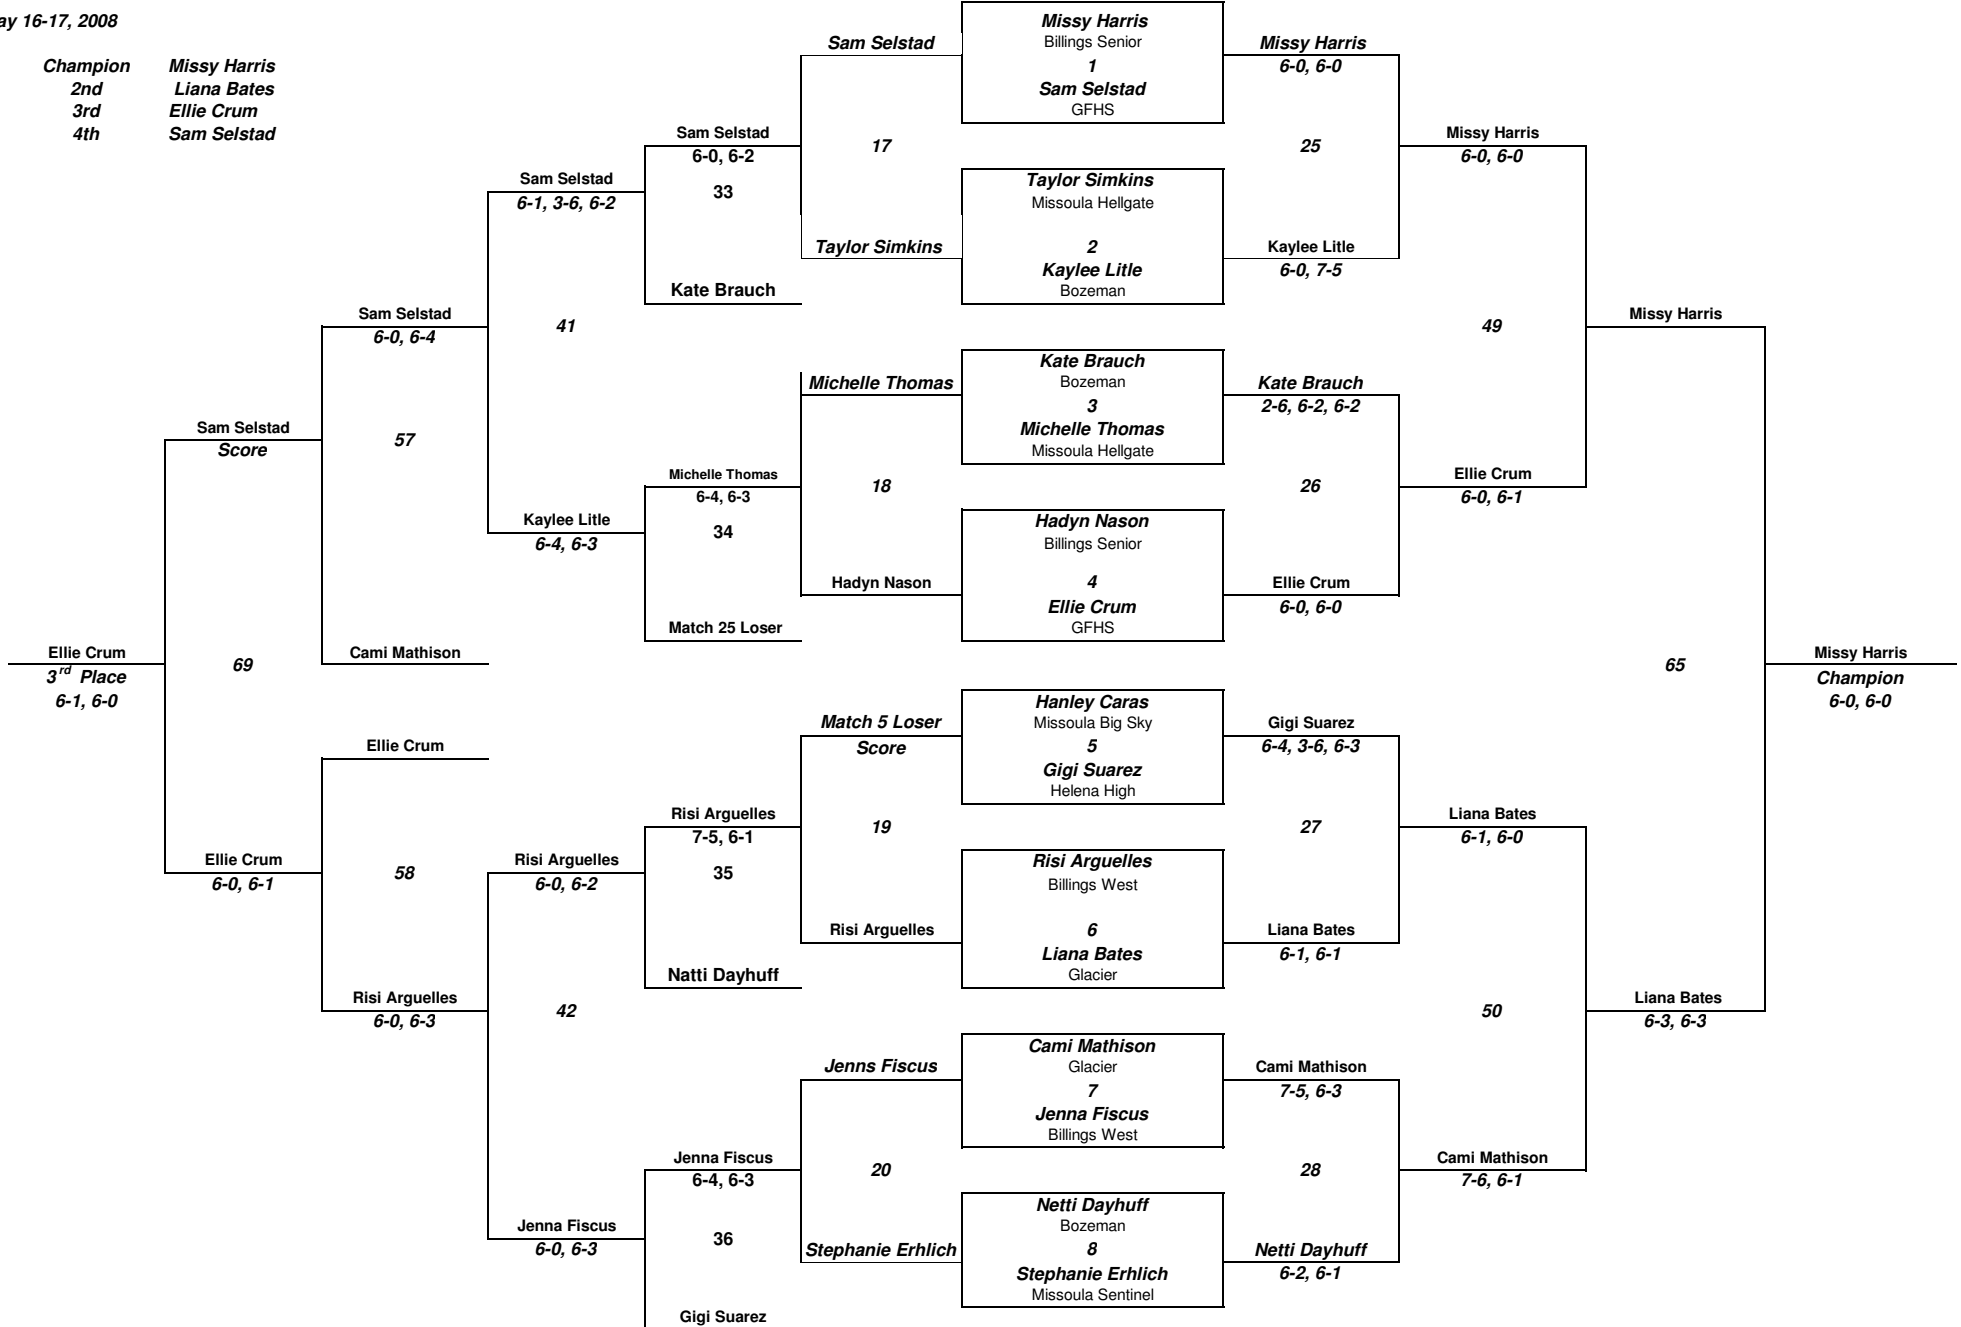 ay 16-17, 2008
Champion Missy Harris
2nd Liana Bates
3rd Ellie Crum
4th Sam Selstad
Ellie Crum
3rd Place
6-1, 6-0
69
Sam Selstad
Score
Ellie Crum
6-0, 6-1
Sam Selstad
6-0, 6-4
57
Cami Mathison
Ellie Crum
58
Risi Arguelles
6-0, 6-3
Sam Selstad
6-1, 3-6, 6-2
41
Kaylee Litle
6-4, 6-3
Risi Arguelles
6-0, 6-2
42
Jenna Fiscus
6-0, 6-3
Sam Selstad
6-0, 6-2
33
Kate Brauch
Michelle Thomas
6-4, 6-3
34
Match 25 Loser
Risi Arguelles
7-5, 6-1
35
Natti Dayhuff
Jenna Fiscus
6-4, 6-3
36
Gigi Suarez
Sam Selstad
17
Taylor Simkins
Michelle Thomas
18
Hadyn Nason
Match 5 Loser
Score
19
Risi Arguelles
Jenns Fiscus
20
Stephanie Erhlich
Missy Harris
Billings Senior
1
Sam Selstad
GFHS
Taylor Simkins
Missoula Hellgate
2
Kaylee Litle
Bozeman
Kate Brauch
Bozeman
3
Michelle Thomas
Missoula Hellgate
Hadyn Nason
Billings Senior
4
Ellie Crum
GFHS
Hanley Caras
Missoula Big Sky
5
Gigi Suarez
Helena High
Risi Arguelles
Billings West
6
Liana Bates
Glacier
Cami Mathison
Glacier
7
Jenna Fiscus
Billings West
Netti Dayhuff
Bozeman
8
Stephanie Erhlich
Missoula Sentinel
Missy Harris
6-0, 6-0
25
Kaylee Litle
6-0, 7-5
Kate Brauch
2-6, 6-2, 6-2
26
Ellie Crum
6-0, 6-0
Gigi Suarez
6-4, 3-6, 6-3
27
Liana Bates
6-1, 6-1
Cami Mathison
7-5, 6-3
28
Netti Dayhuff
6-2, 6-1
Missy Harris
6-0, 6-0
49
Ellie Crum
6-0, 6-1
Liana Bates
6-1, 6-0
50
Cami Mathison
7-6, 6-1
Missy Harris
65
Liana Bates
6-3, 6-3
Missy Harris
Champion
6-0, 6-0